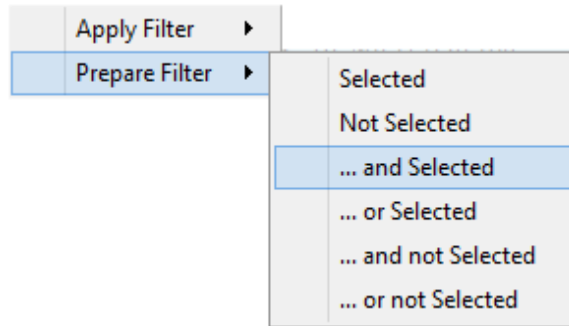 Apply Filter
Prepare Filter
Selected
Not Selected
... and Selected
... or Selected
... and not Selected
... or not Selected